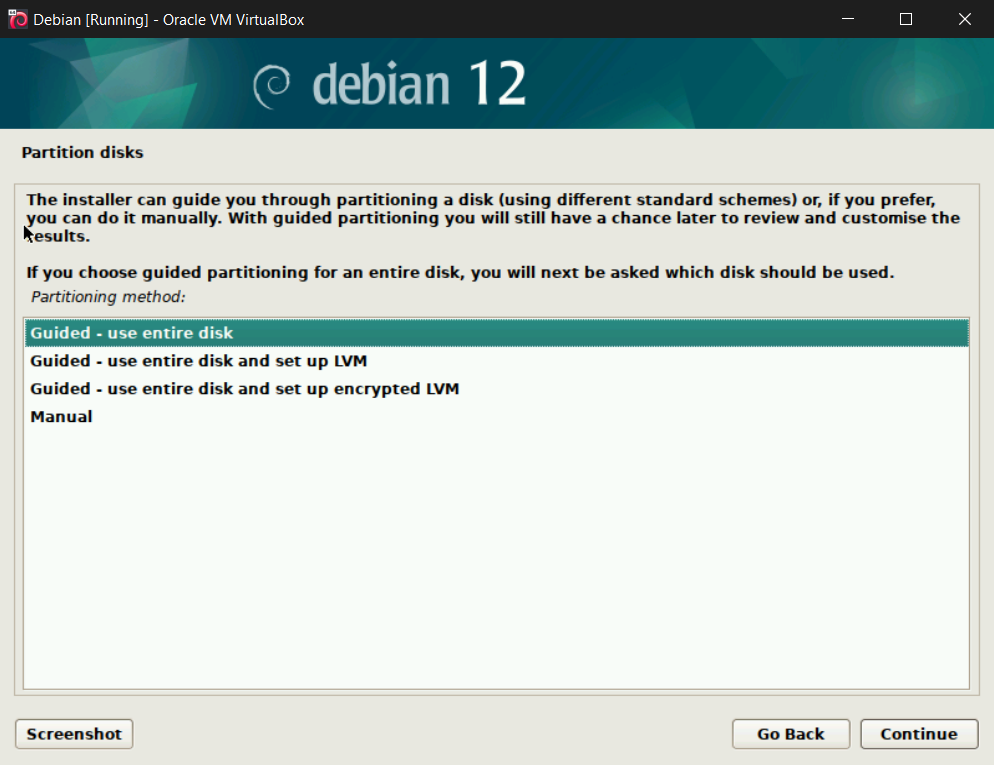 Debian [Running] - Oracle VM VirtualBox
debian 12
Partition disks
The installer can guide you through partitioning a disk (using different standard schemes) or, if you prefer,
you can do it manually. With guided partitioning you will still have a chance later to review and customise the
results.
If you choose guided partitioning for an entire disk, you will next be asked which disk should be used.
Partitioning method:
Guided - use entire disk
Guided - use entire disk and set up LVM
Guided - use entire disk and set up encrypted LVM
Manual
Screenshot
Go Back
Continue